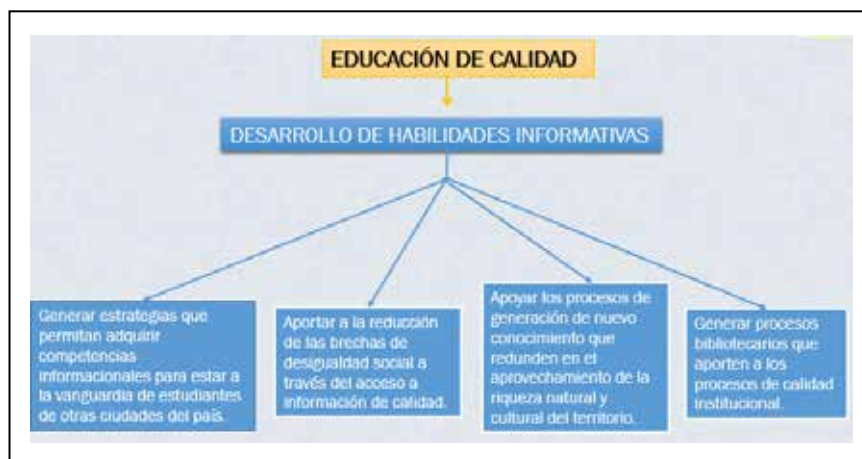 EDUCACIÓN DE CALIDAD
DESARROLLO DE HABILIDADES INFORMATIVAS
Generar estrategias que
permitan adquirir
competencias
informacionales para estar a
la vanguardia de estudiantes
de otras ciudades del país.
Aportar a la reducción
de las brechas de
desigualdad social a
través del acceso a
información de calidad.
Apoyar los procesos de
generación de nuevo
conocimiento que
redunden en el
aprovechamiento de la
riqueza natural y
cultural del territorio.
Generar procesos
bibliotecarios que
aporten a los
procesos de calidad
institucional.